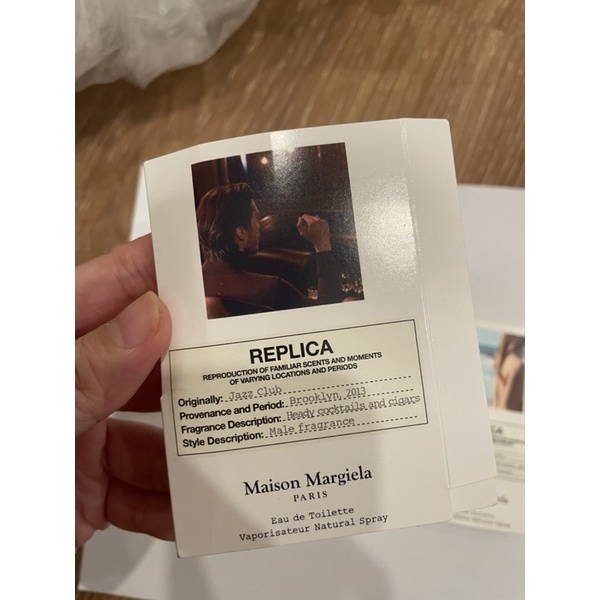 REPLICA
REPRODUCTION OF FAMILIAR SCENTS AND MOMENTS
OF VARYING LOCATIONS AND PERIODS
Originally: Jazz Club
Provenance and Period: Brooklyn, 2013
Fragrance Description: Heady cocktails and cigars
Style Description: Male fragrance
Maison Margiela
PARIS
Eau de Toilette
Vaporisateur Natural Spray